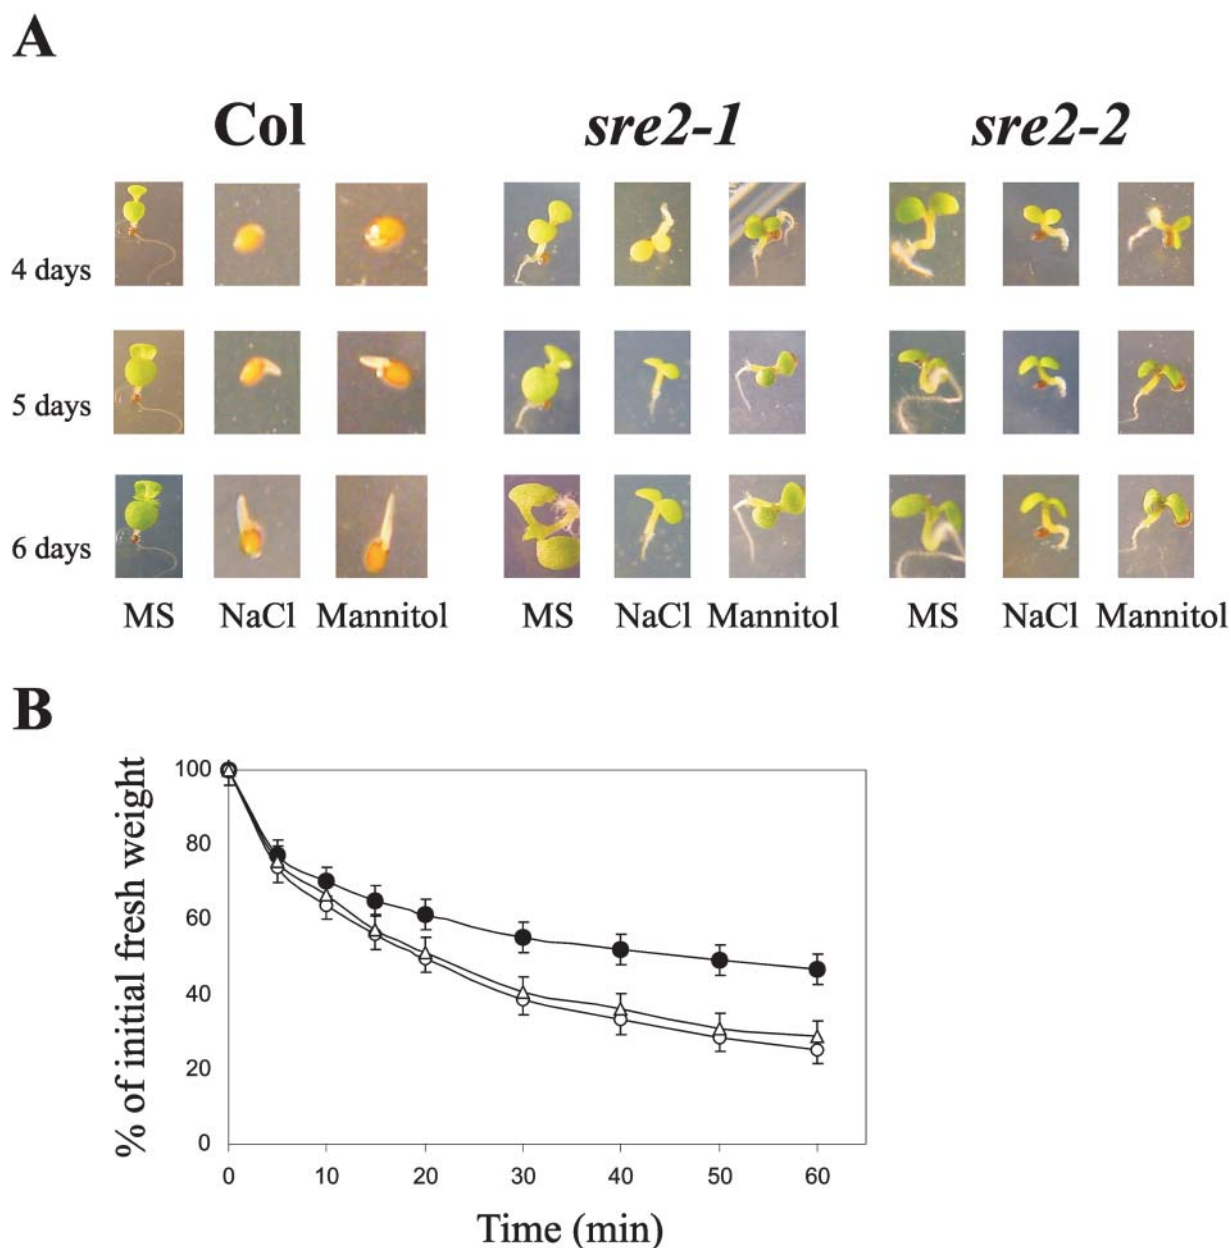 A
Col sre2-1 sre2-2
4 days
5 days
6 days
MS NaCl Mannitol MS NaCl Mannitol MS NaCl Mannitol
B
% of initial fresh weight
100
80
60
40
20
0
0 10 20 30 40 50 60
Time (min)